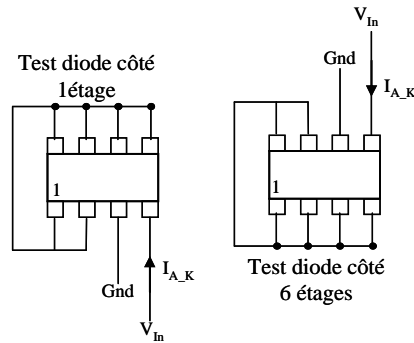 Test diode côté
1étage
1
Gnd
I_A_K
V_In
V_In
Gnd
I_A_K
1
Test diode côté
6 étages